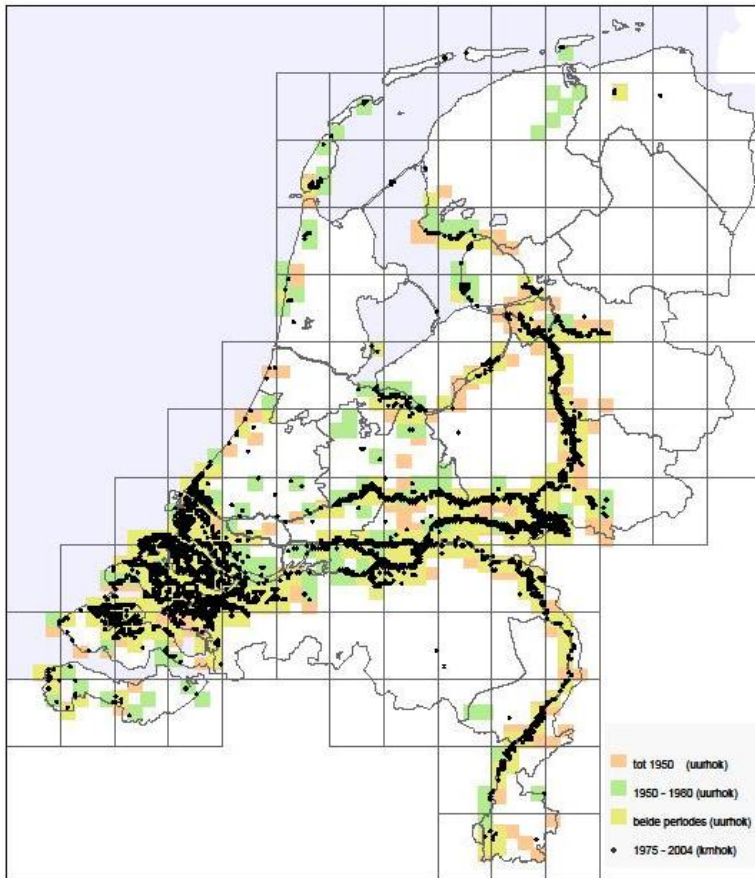 tot 1950 (uurhok)
1950 - 1980 (uurhok)
beide periodes (uurhok)
1975 - 2004 (kmhok)